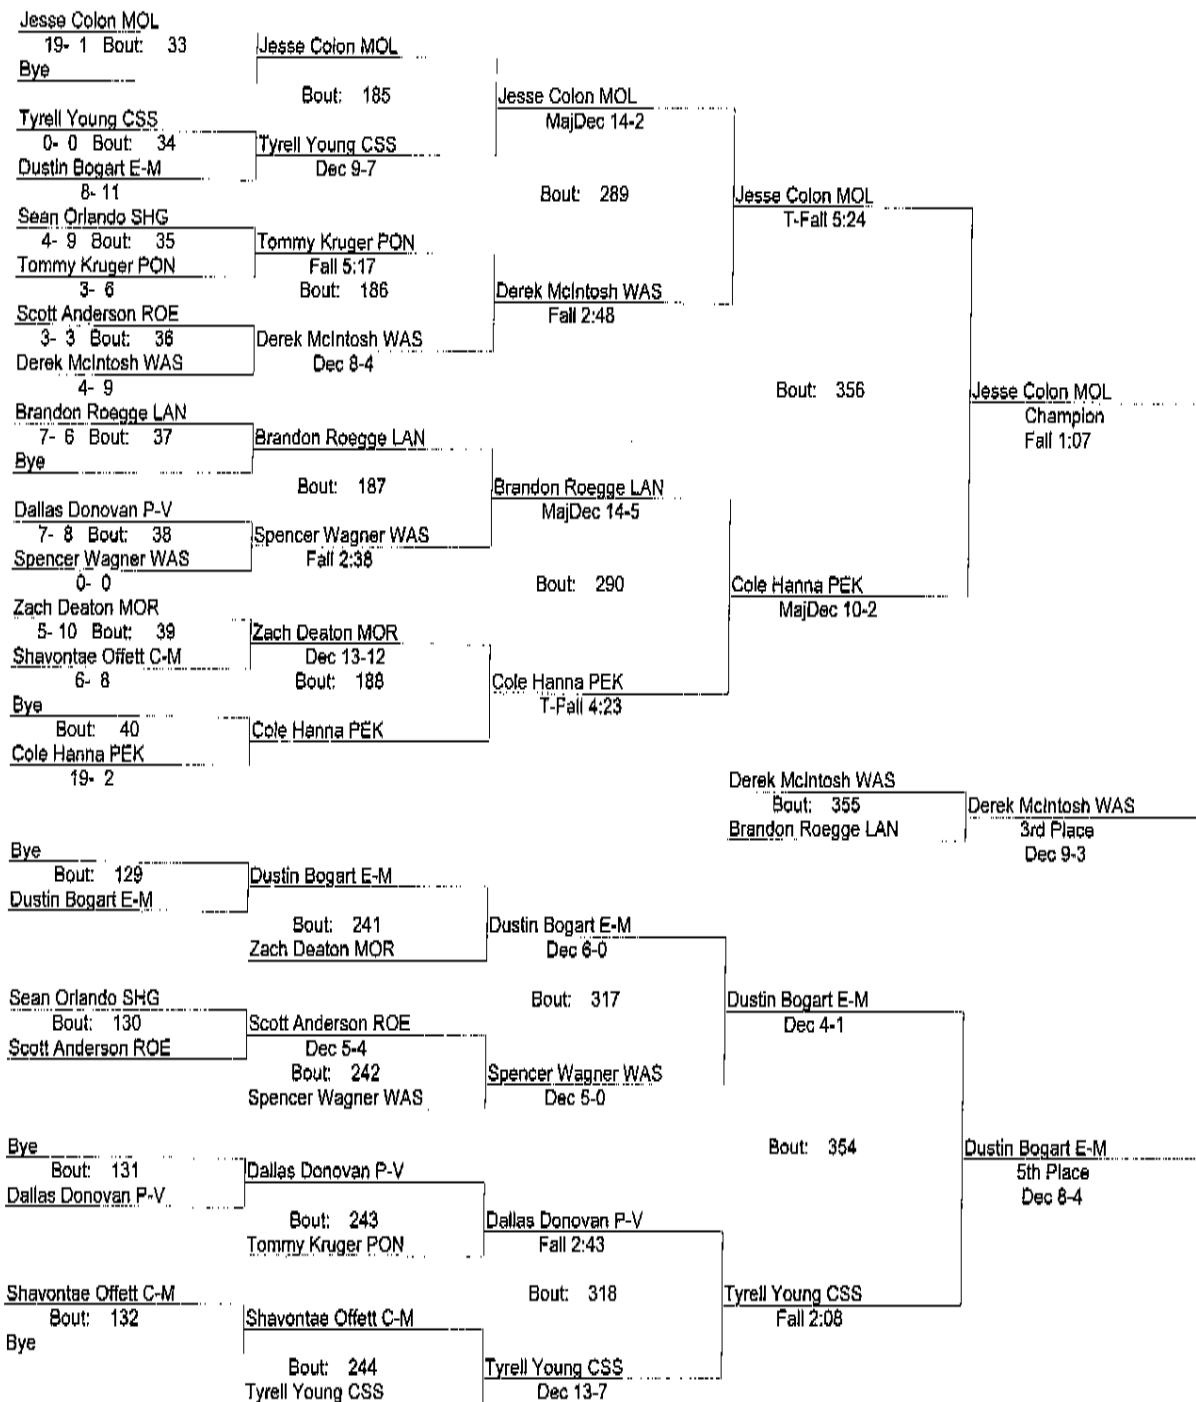 Jesse Colon MOL
19- 1 Bout: 33
Bye
Jesse Colon MOL
Bout: 185
Jesse Colon MOL
MajDec 14-2
Tyrell Young CSS
0- 0 Bout: 34
Dustin Bogart E-M
8- 11
Tyrell Young CSS
Dec 9-7
Bout: 289
Jesse Colon MOL
T-Fall 5:24
Sean Orlando SHG
4- 9 Bout: 35
Tommy Kruger PON
3- 6
Tommy Kruger PON
Fall 5:17
Bout: 186
Derek McIntosh WAS
Fall 2:48
Scott Anderson ROE
3- 3 Bout: 36
Derek McIntosh WAS
4- 9
Derek McIntosh WAS
Dec 8-4
Bout: 356
Jesse Colon MOL
Champion
Fall 1:07
Brandon Roegge LAN
7- 6 Bout: 37
Bye
Brandon Roegge LAN
Bout: 187
Brandon Roegge LAN
MajDec 14-5
Dallas Donovan P-V
7- 8 Bout: 38
Spencer Wagner WAS
0- 0
Spencer Wagner WAS
Fall 2:38
Bout: 290
Cole Hanna PEK
MajDec 10-2
Zach Deaton MOR
5- 10 Bout: 39
Shavontae Offett C-M
6- 8
Zach Deaton MOR
Dec 13-12
Bout: 188
Cole Hanna PEK
T-Fall 4:23
Bye
Bout: 40
Cole Hanna PEK
19- 2
Cole Hanna PEK
Derek McIntosh WAS
Bout: 355
Brandon Roegge LAN
Derek McIntosh WAS
3rd Place
Dec 9-3
Bye
Bout: 129
Dustin Bogart E-M
Dustin Bogart E-M
Bout: 241
Zach Deaton MOR
Dustin Bogart E-M
Dec 6-0
Sean Orlando SHG
Bout: 130
Scott Anderson ROE
Scott Anderson ROE
Dec 5-4
Bout: 242
Spencer Wagner WAS
Bout: 317
Spencer Wagner WAS
Dec 5-0
Dustin Bogart E-M
Dec 4-1
Bye
Bout: 131
Dallas Donovan P-V
Dallas Donovan P-V
Bout: 243
Tommy Kruger PON
Dallas Donovan P-V
Fall 2:43
Bout: 354
Dustin Bogart E-M
5th Place
Dec 8-4
Shavontae Offett C-M
Bout: 132
Bye
Shavontae Offett C-M
Bout: 244
Tyrell Young CSS
Bout: 318
Tyrell Young CSS
Dec 13-7
Tyrell Young CSS
Fall 2:08